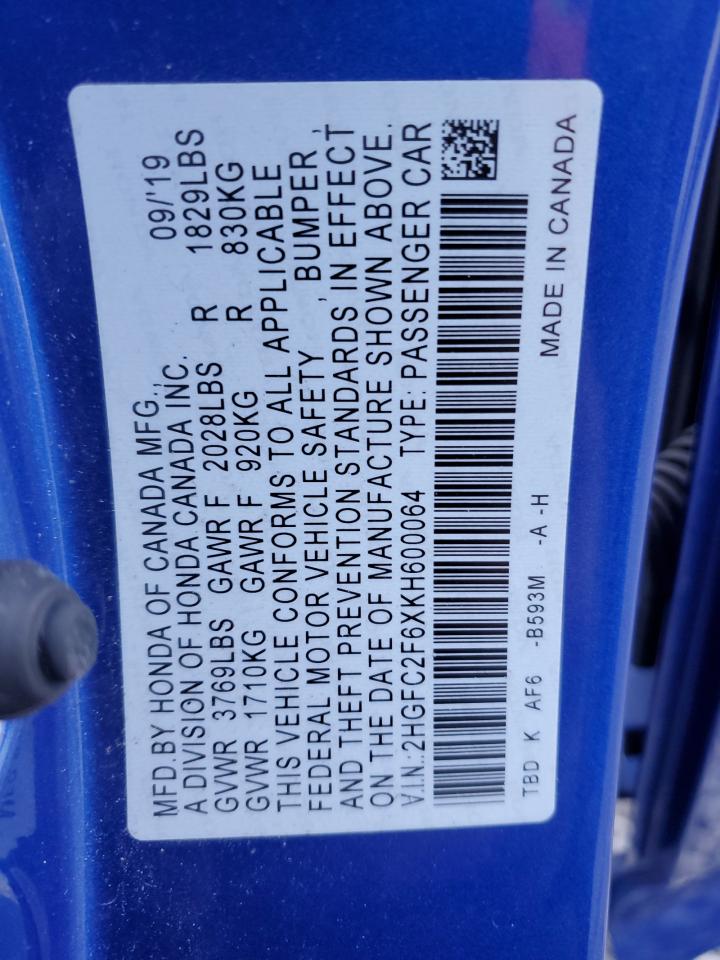 MFD.BY HONDA OF CANADA MFG., 09/'19
A DIVISION OF HONDA CANADA INC.
GVWR 3769LBS GAWR F 2028LBS R 1829LBS
GVWR 1710KG GAWR F 920KG R 830KG
THIS VEHICLE CONFORMS TO ALL APPLICABLE
FEDERAL MOTOR VEHICLE SAFETY , BUMPER ,
AND THEFT PREVENTION STANDARDS IN EFFECT
ON THE DATE OF MANUFACTURE SHOWN ABOVE.
V.I.N.:2HGFC2F6XKH600064 TYPE: PASSENGER CAR
TBD K AF6 -B593M -A -H MADE IN CANADA